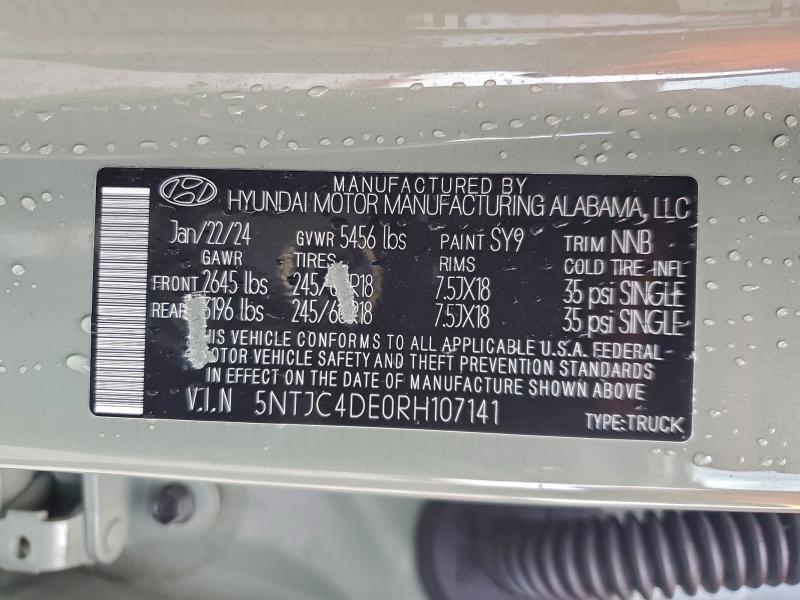 MANUFACTURED BY
HYUNDAI MOTOR MANUFACTURING ALABAMA, LLC
Jan/22/24 GVWR 5456 lbs PAINT SY9 TRIM NNB
GAWR TIRES RIMS COLD TIRE INFL
FRONT 2645 lbs 7.5JX18 35 psi SINGLE
REAR 7.5JX18 35 psi SINGLE
VEHICLE CONFORMS TO ALL APPLICABLE U.S.A. FEDERAL
VEHICLE SAFETY AND THEFT PREVENTION STANDARDS
IN EFFECT ON THE DATE OF MANUFACTURE SHOWN ABOVE
V.I.N 5NTJC4DE0RH107141 TYPE:TRUCK